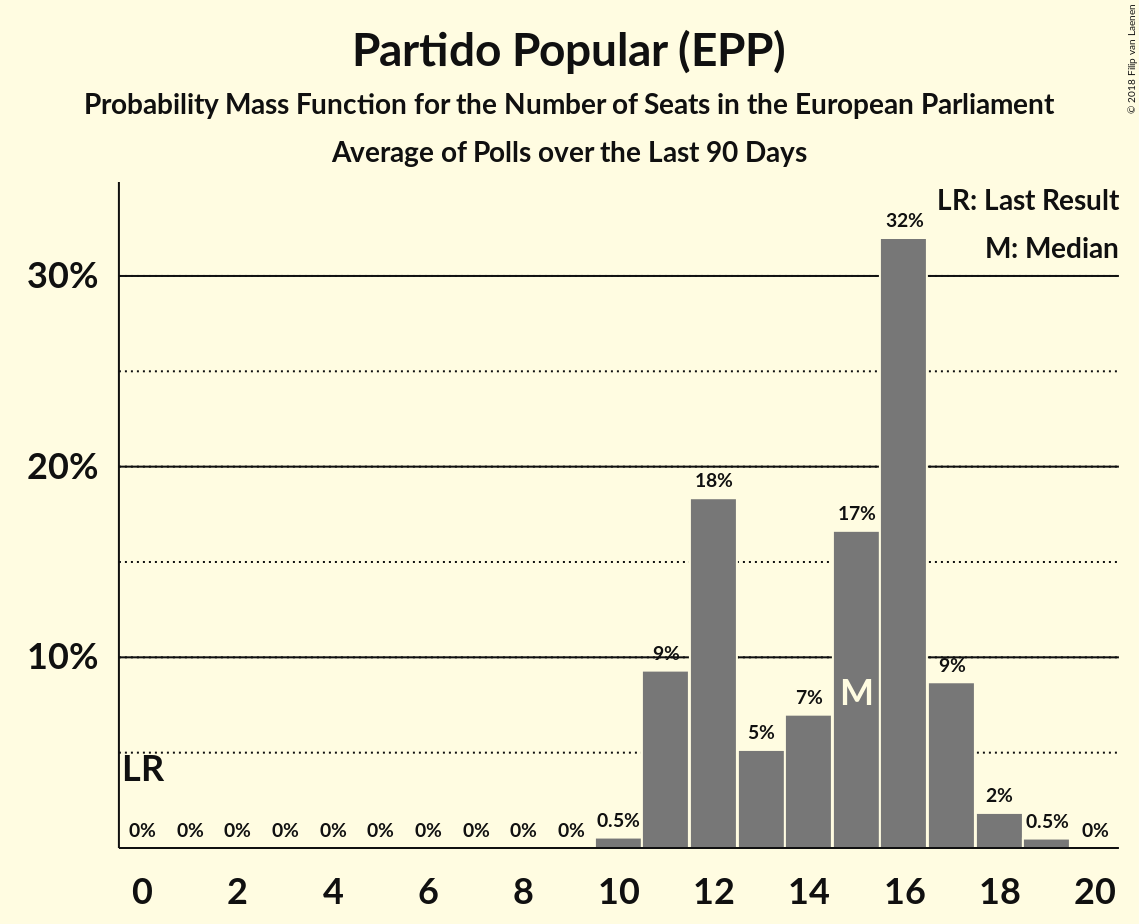 Partido Popular (EPP)
Probability Mass Function for the Number of Seats in the European Parliament
Average of Polls over the Last 90 Days
© 2018 Filip van Laenen
LR: Last Result
M: Median
30%
20%
10%
32%
18%
17%
9%
9%
7%
5%
2%
0.5%
0.5%
M
LR
0% 0% 0% 0% 0% 0% 0% 0% 0% 0% 0%
0 2 4 6 8 10 12 14 16 18 20